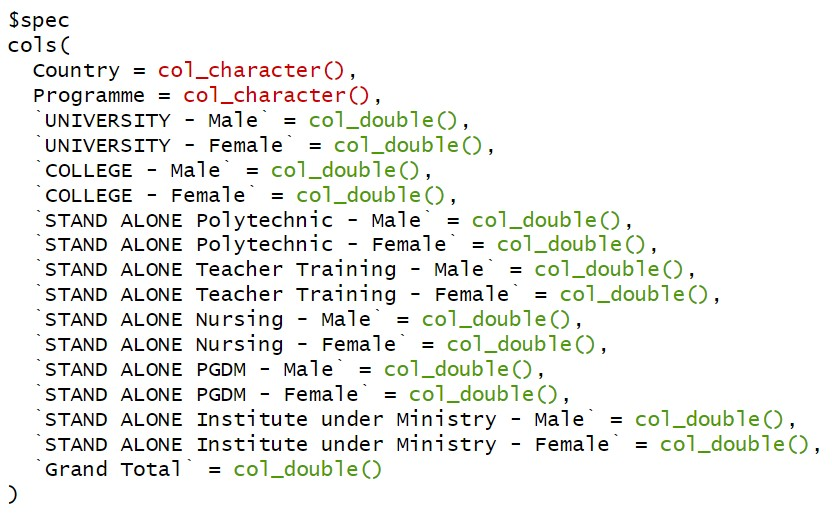 $spec
cols(
  Country = col_character(),
  Programme = col_character(),
  `UNIVERSITY - Male` = col_double(),
  `UNIVERSITY - Female` = col_double(),
  `COLLEGE - Male` = col_double(),
  `COLLEGE - Female` = col_double(),
  `STAND ALONE Polytechnic - Male` = col_double(),
  `STAND ALONE Polytechnic - Female` = col_double(),
  `STAND ALONE Teacher Training - Male` = col_double(),
  `STAND ALONE Teacher Training - Female` = col_double(),
  `STAND ALONE Nursing - Male` = col_double(),
  `STAND ALONE Nursing - Female` = col_double(),
  `STAND ALONE PGDM - Male` = col_double(),
  `STAND ALONE PGDM - Female` = col_double(),
  `STAND ALONE Institute under Ministry - Male` = col_double(),
  `STAND ALONE Institute under Ministry - Female` = col_double(),
  `Grand Total` = col_double()
)